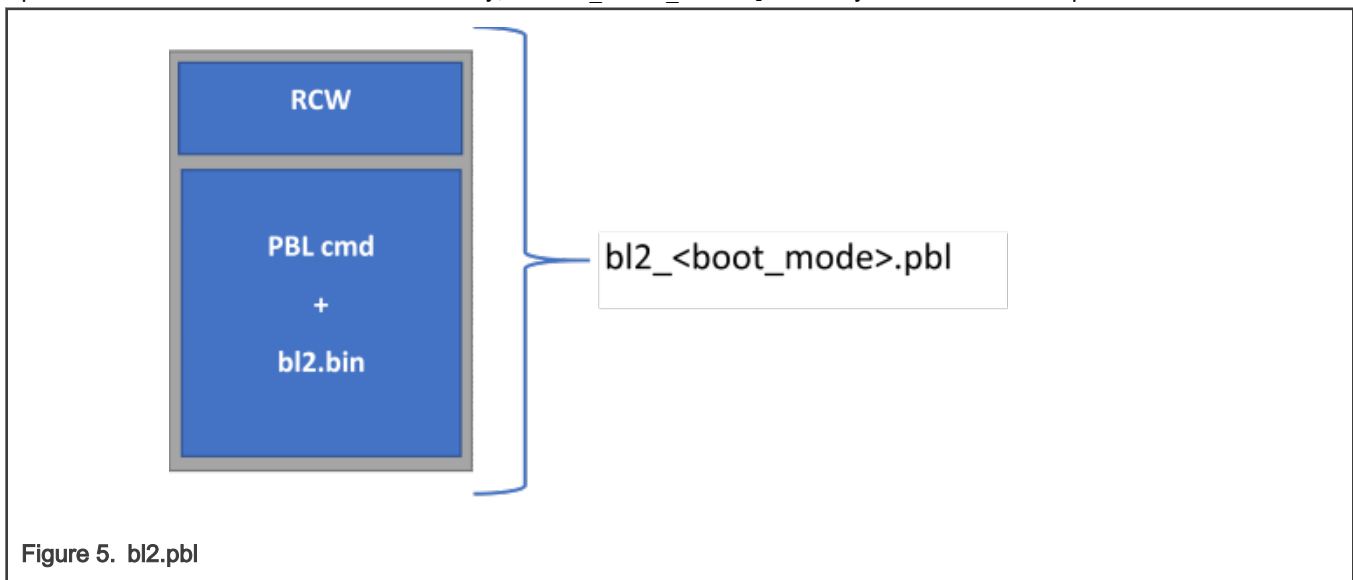 RCW
PBL cmd
+
bl2.bin
bl2_<boot_mode>.pbl
Figure 5. bl2.pbl